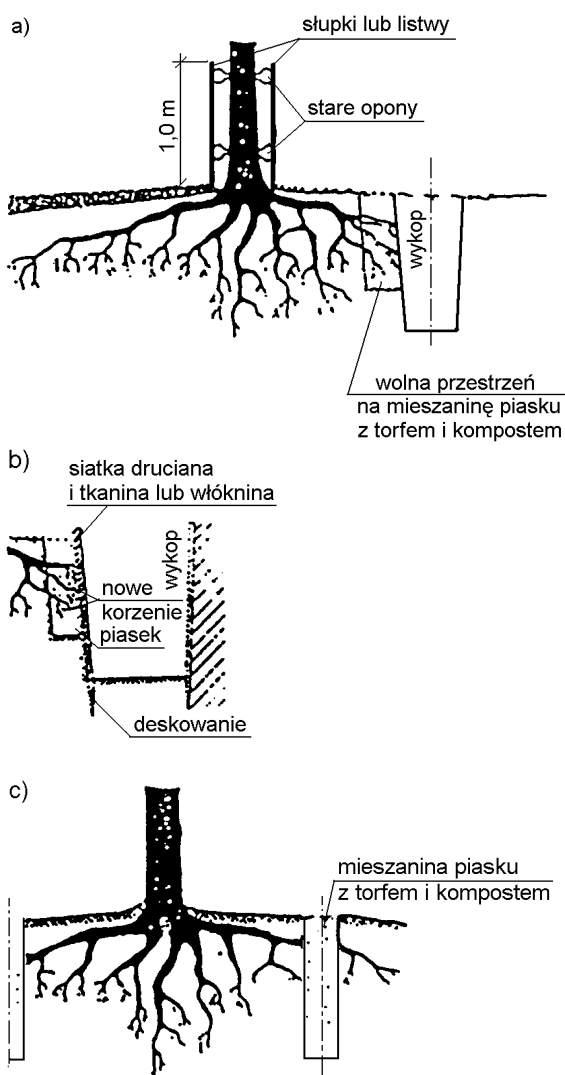 a)
słupki lub listwy
stare opony
1,0 m
wykop
wolna przestrzeń
na mieszaninę piasku
z torfem i kompostem
b)
siatka druciana
i tkanina lub włóknina
wykop
nowe
korzenie
piasek
deskowanie
c)
mieszanina piasku
z torfem i kompostem